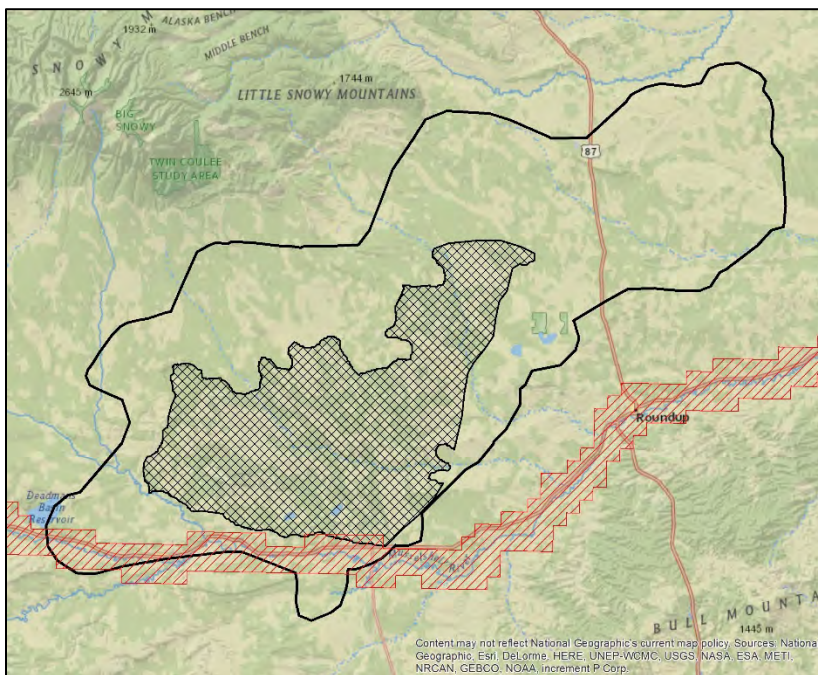 1932 m
ALASKA BENCH
MIDDLE BENCH
SNOWY M
2645 m
1744 m
LITTLE SNOWY MOUNTAINS
BIG
SNOWY
TWIN COULEE
STUDY AREA
87
Roundup
Deadmans
Basin
Reservoir
River
BULL MOUNTA
1445 m
Content may not reflect National Geographic's current map policy. Sources: National
Geographic, Esri, DeLorme, HERE, UNEP-WCMC, USGS, NASA, ESA, METI,
NRCAN, GEBCO, NOAA, increment P Corp.